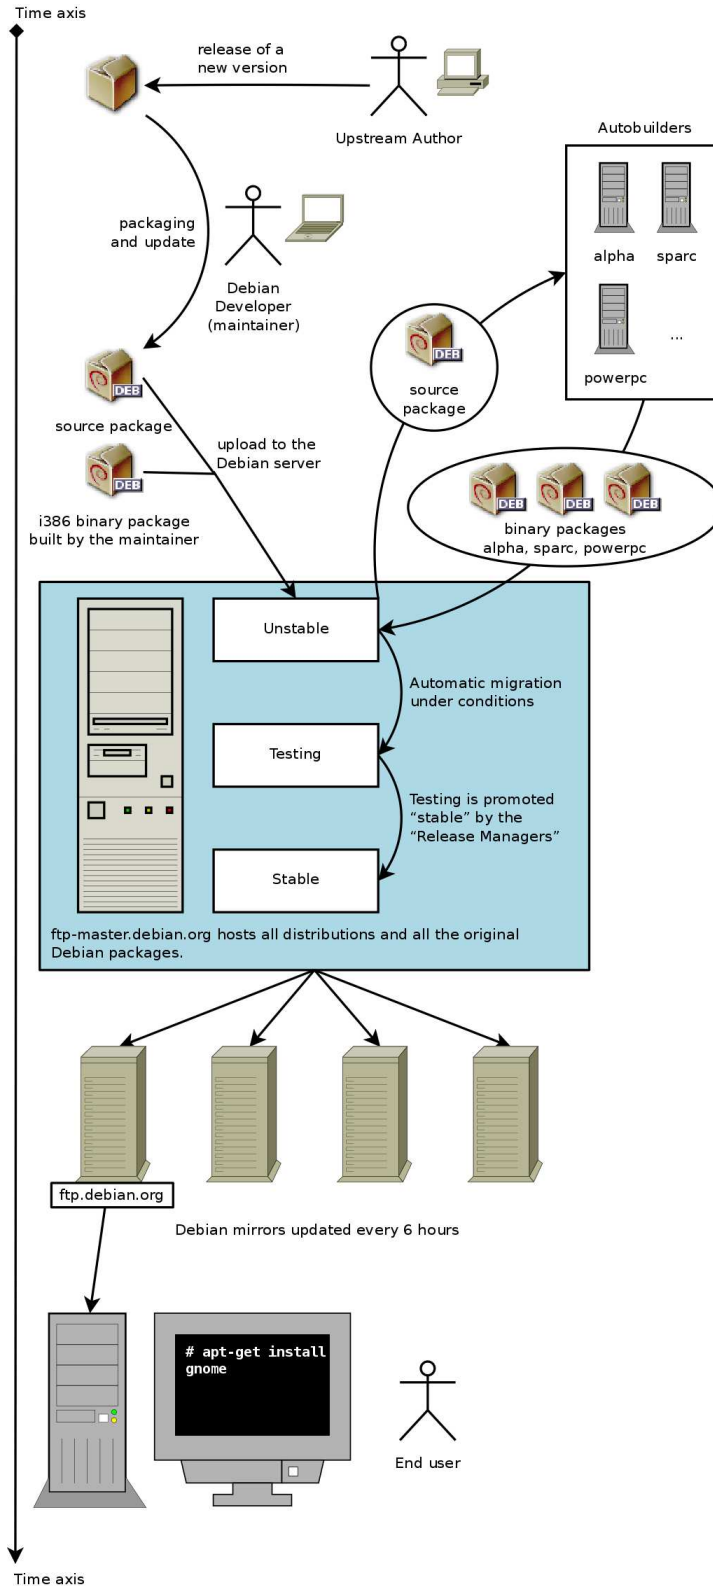 Time axis
release of a
new version
Upstream Author
Autobuilders
alpha
sparc
powerpc
...
packaging
and update
Debian
Developer
(maintainer)
DEB
source package
DEB
i386 binary package
built by the maintainer
upload to the
Debian server
DEB
source
package
DEB
DEB
DEB
binary packages
alpha, sparc, powerpc
Unstable
Automatic migration
under conditions
Testing
Testing is promoted
“stable” by the
“Release Managers”
Stable
ftp-master.debian.org hosts all distributions and all the original
Debian packages.
ftp.debian.org
Debian mirrors updated every 6 hours
# apt-get install
gnome
End user
Time axis